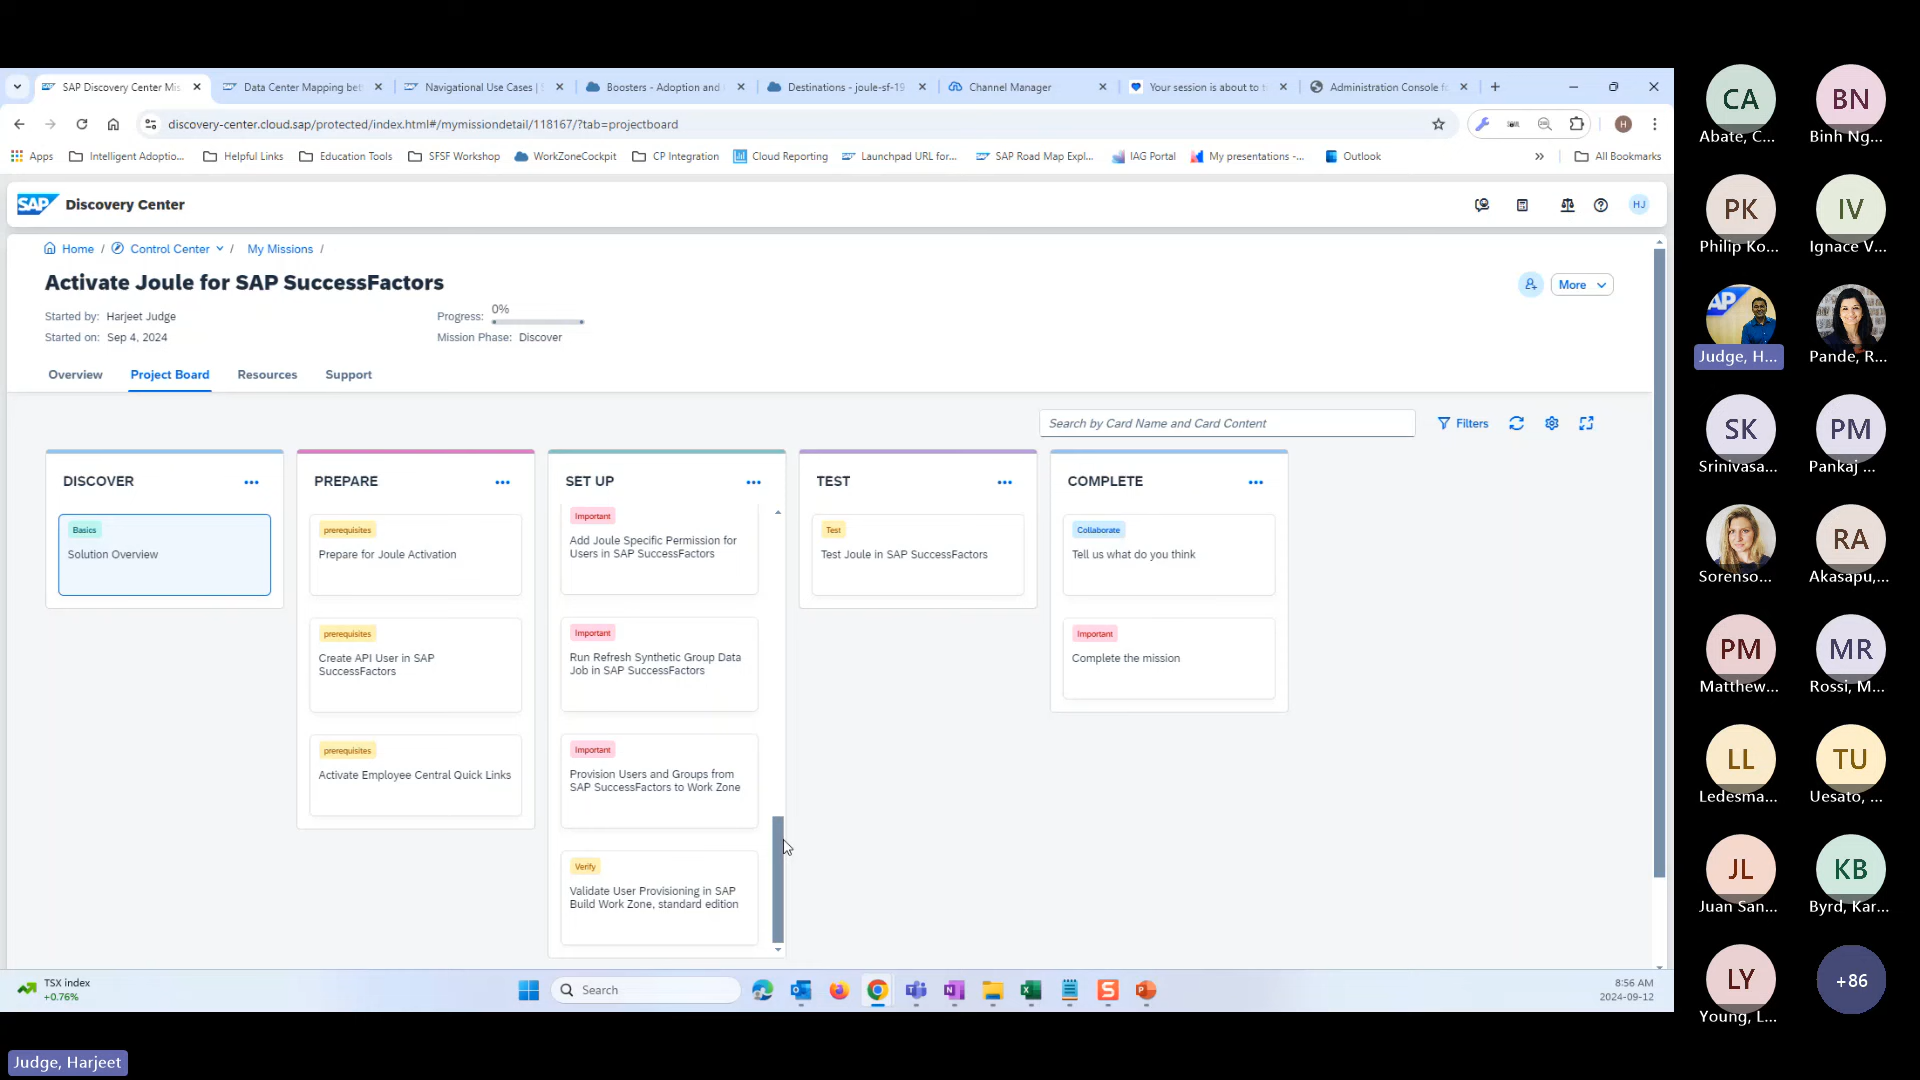 SAP Discovery Center Mis
Data Center Mapping bet
Navigational Use Cases | S
Boosters - Adoption and
Destinations - joule-sf-19
Channel Manager
Your session is about to t
Administration Console fo
discovery-center.cloud.sap/protected/index.html#/mymissiondetail/118167/?tab=projectboard
H
Apps
Intelligent Adoptio...
Helpful Links
Education Tools
SFSF Workshop
WorkZoneCockpit
CP Integration
Cloud Reporting
Launchpad URL for...
SAP Road Map Expl...
IAG Portal
My presentations -...
Outlook
»
All Bookmarks
SAP Discovery Center
HJ
Home / Control Center / My Missions /
Activate Joule for SAP SuccessFactors
More
Started by: Harjeet Judge
Progress: 0%
Started on: Sep 4, 2024
Mission Phase: Discover
Overview
Project Board
Resources
Support
Search by Card Name and Card Content
Filters
DISCOVER
Basics
Solution Overview
PREPARE
prerequisites
Prepare for Joule Activation
prerequisites
Create API User in SAP
SuccessFactors
prerequisites
Activate Employee Central Quick Links
SET UP
Important
Add Joule Specific Permission for
Users in SAP SuccessFactors
Important
Run Refresh Synthetic Group Data
Job in SAP SuccessFactors
Important
Provision Users and Groups from
SAP SuccessFactors to Work Zone
Verify
Validate User Provisioning in SAP
Build Work Zone, standard edition
TEST
Test
Test Joule in SAP SuccessFactors
COMPLETE
Collaborate
Tell us what do you think
Important
Complete the mission
TSX index
+0.76%
Search
8:56 AM
2024-09-12
CA
Abate, C...
BN
Binh Ng...
PK
Philip Ko...
IV
Ignace V...
AP
Judge, H...
Pande, R...
SK
Srinivasa...
PM
Pankaj ...
Sorenso...
RA
Akasapu,...
PM
Matthew...
MR
Rossi, M...
LL
Ledesma...
TU
Uesato, ...
JL
Juan San...
KB
Byrd, Kar...
LY
Young, L...
+86
Judge, Harjeet